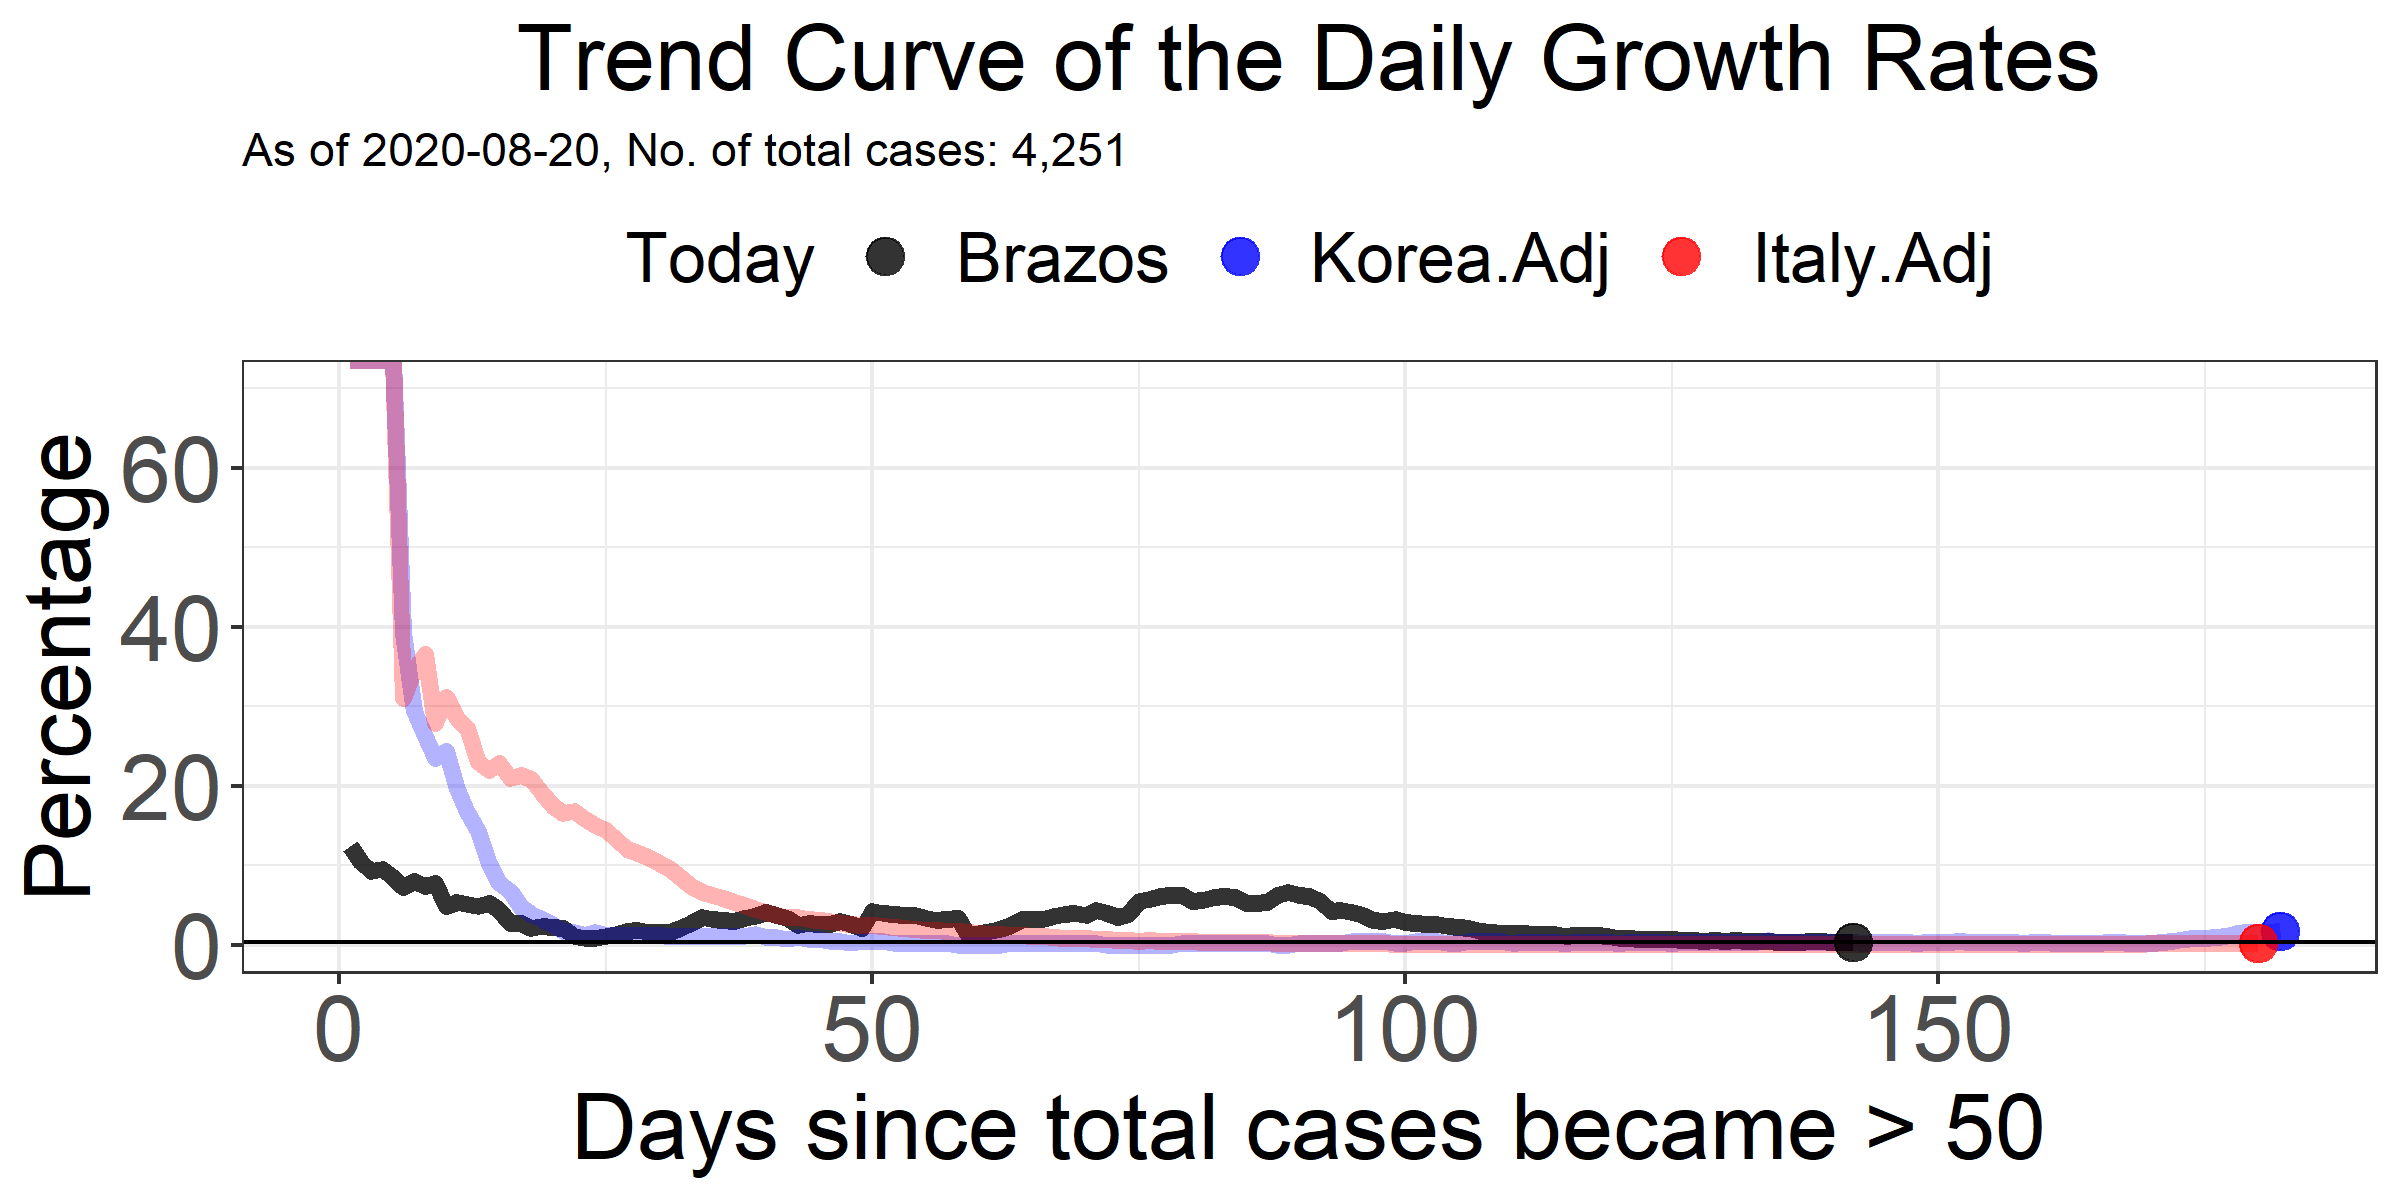 Trend Curve of the Daily Growth Rates
As of 2020-08-20, No. of total cases: 4,251
Today Brazos Korea.Adj Italy.Adj
Percentage
60
40
20
0
0 50 100 150
Days since total cases became > 50